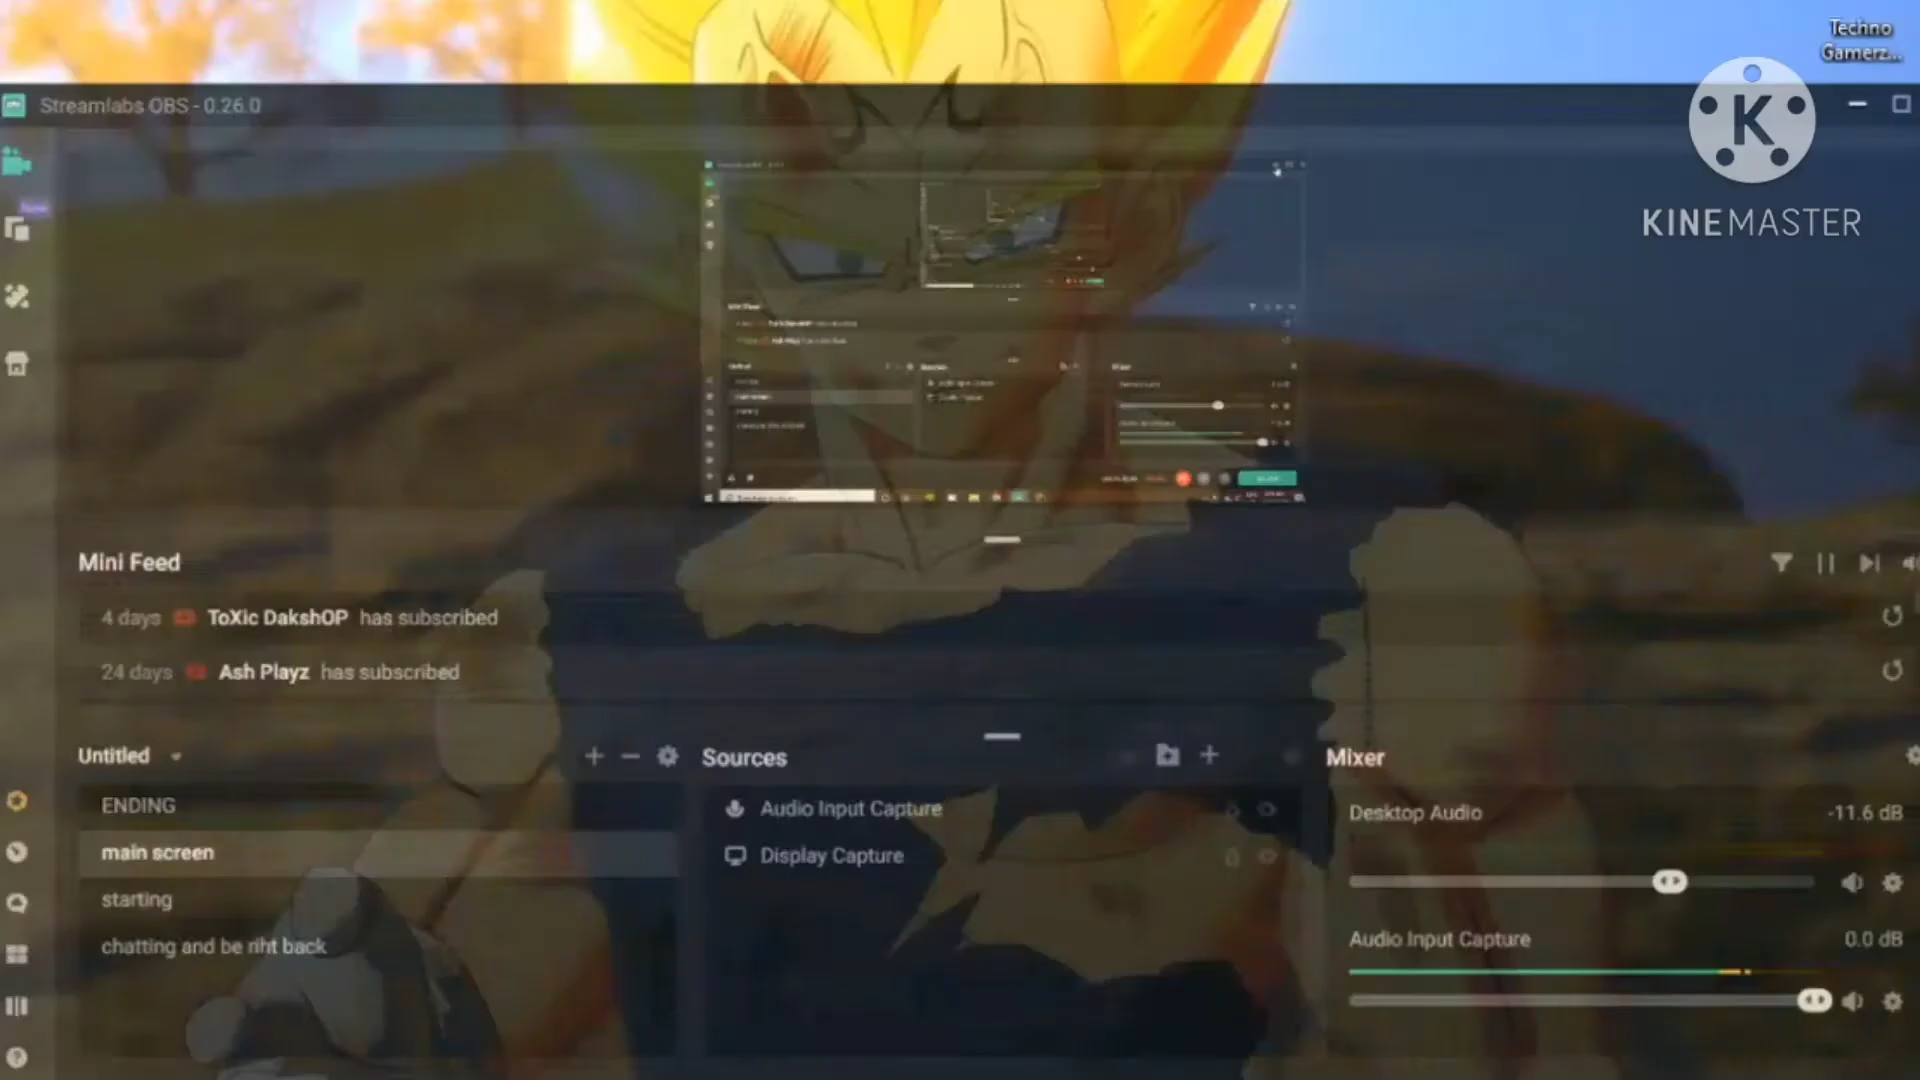 Techno
Gamerz...
Streamlabs OBS - 0.26.0
K
KINEMASTER
Mini Feed
4 days ToXic DakshOP has subscribed
24 days Ash Playz has subscribed
Untitled
ENDING
main screen
starting
chatting and be riht back
Sources
Audio Input Capture
Display Capture
Mixer
Desktop Audio -11.6 dB
Audio Input Capture 0.0 dB